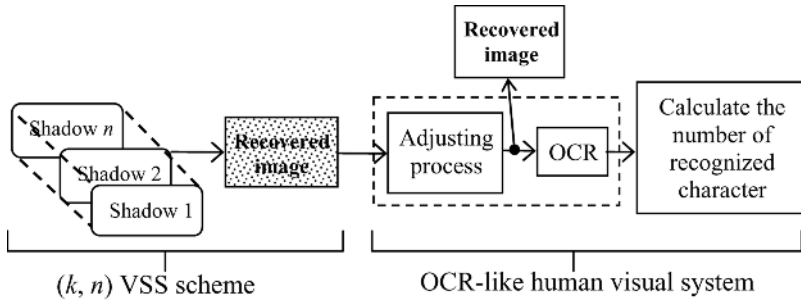 Shadow n
Shadow 2
Shadow 1
Recovered
image
Recovered
image
Adjusting
process
OCR
Calculate the
number of
recognized
character
(k, n) VSS scheme
OCR-like human visual system